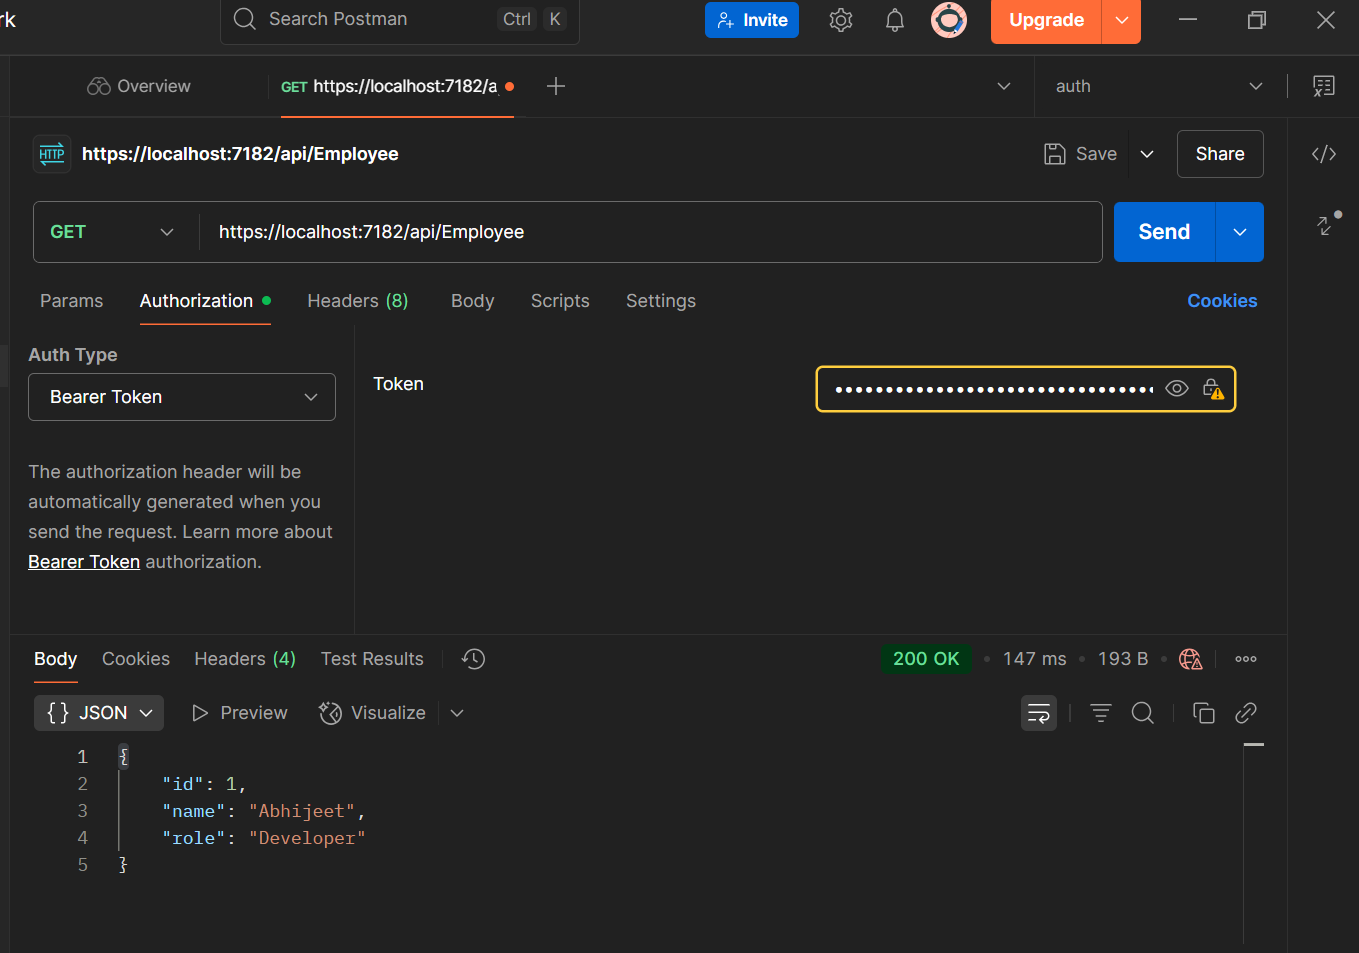 rk
Search Postman Ctrl K
Invite
Upgrade
Overview
GET https://localhost:7182/a
auth
HTTP https://localhost:7182/api/Employee
Save
Share
GET https://localhost:7182/api/Employee
Send
Params Authorization Headers (8) Body Scripts Settings Cookies
Auth Type
Bearer Token
The authorization header will be
automatically generated when you
send the request. Learn more about
Bearer Token authorization.
Token
Body Cookies Headers (4) Test Results
200 OK • 147 ms • 193 B •
{} JSON Preview Visualize
1 {
2 "id": 1,
3 "name": "Abhijeet",
4 "role": "Developer"
5 }